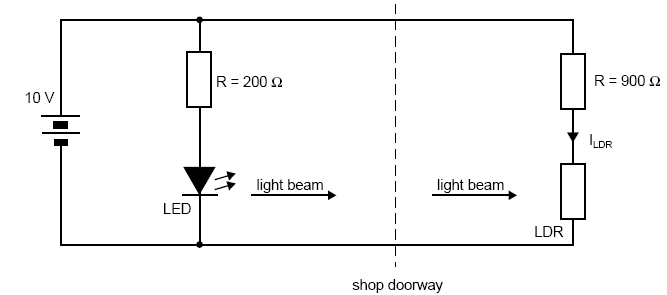 10 V
R = 200 Ω
LED
light beam
light beam
R = 900 Ω
I_LDR
LDR
shop doorway